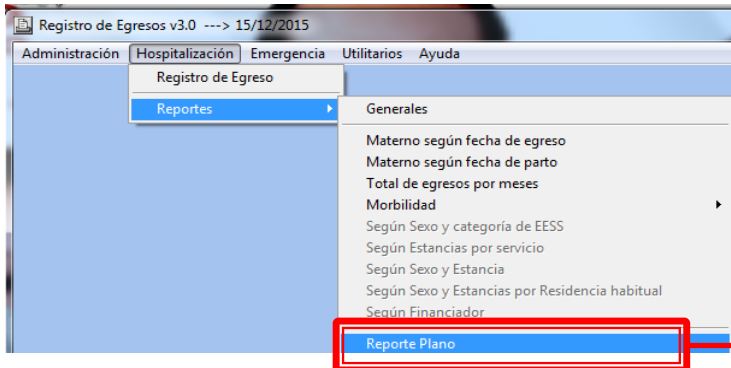 Registro de Egresos v3.0 ---> 15/12/2015
Administración Hospitalización Emergencia Utilitarios Ayuda
Registro de Egreso
Reportes
Generales
Materno según fecha de egreso
Materno según fecha de parto
Total de egresos por meses
Morbilidad
Según Sexo y categoría de EESS
Según Estancias por servicio
Según Sexo y Estancia
Según Sexo y Estancias por Residencia habitual
Según Financiador
Reporte Plano